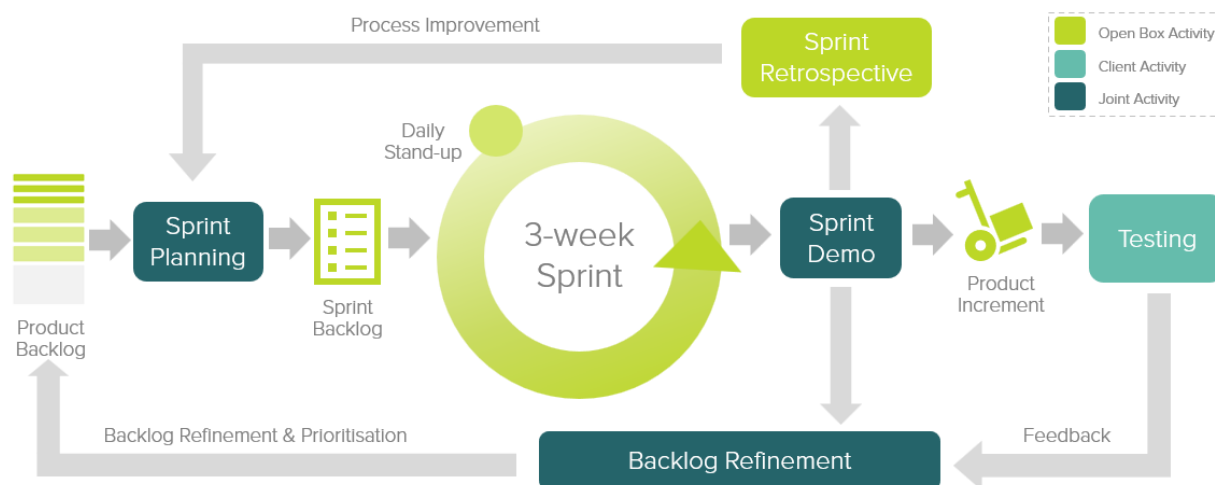 Process Improvement
Sprint
Retrospective
Open Box Activity
Client Activity
Joint Activity
Daily
Stand-up
Product
Backlog
Sprint
Planning
Sprint
Backlog
3-week
Sprint
Sprint
Demo
Product
Increment
Testing
Backlog Refinement & Prioritisation
Backlog Refinement
Feedback